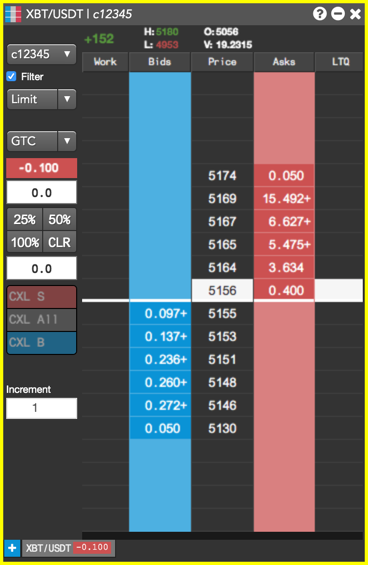 XBT/USDT | c12345
+152 H: 5160 O: 5056
L: 4953 V: 19.2315
c12345
Filter
Limit
GTC
-0.100
0.0
25% 50%
100% CLR
0.0
CXL S
CXL All
CXL B
Increment
1
Work Bids Price Asks LTQ
5174 0.050
5169 15.492+
5167 6.627+
5165 5.475+
5164 3.634
5156 0.400
0.097+ 5155
0.137+ 5153
0.236+ 5151
0.260+ 5148
0.272+ 5146
0.050 5130
+ XBT/USDT -0.100